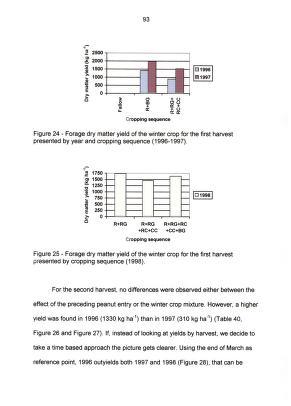 93
Dry matter yield (kg ha⁻¹)
2500
2000
1500
1000
500
0
Fallow
R+BG
R+RG+
RC+CC
1996
1997
Cropping sequence
Figure 24 - Forage dry matter yield of the winter crop for the first harvest
presented by year and cropping sequence (1996-1997).
Dry matter yield (kg ha⁻¹)
1750
1500
1250
1000
750
500
250
0
R+RG
R+RG
+RC+CC
R+RG+RC
+CC+BG
1998
Cropping sequence
Figure 25 - Forage dry matter yield of the winter crop for the first harvest
presented by cropping sequence (1998).
For the second harvest, no differences were observed either between the
effect of the preceding peanut entry or the winter crop mixture. However, a higher
yield was found in 1996 (1330 kg ha⁻¹) than in 1997 (310 kg ha⁻¹) (Table 40,
Figure 26 and Figure 27). If, instead of looking at yields by harvest, we decide to
take a time based approach the picture gets clearer. Using the end of March as
reference point, 1996 outyields both 1997 and 1998 (Figure 28), that can be